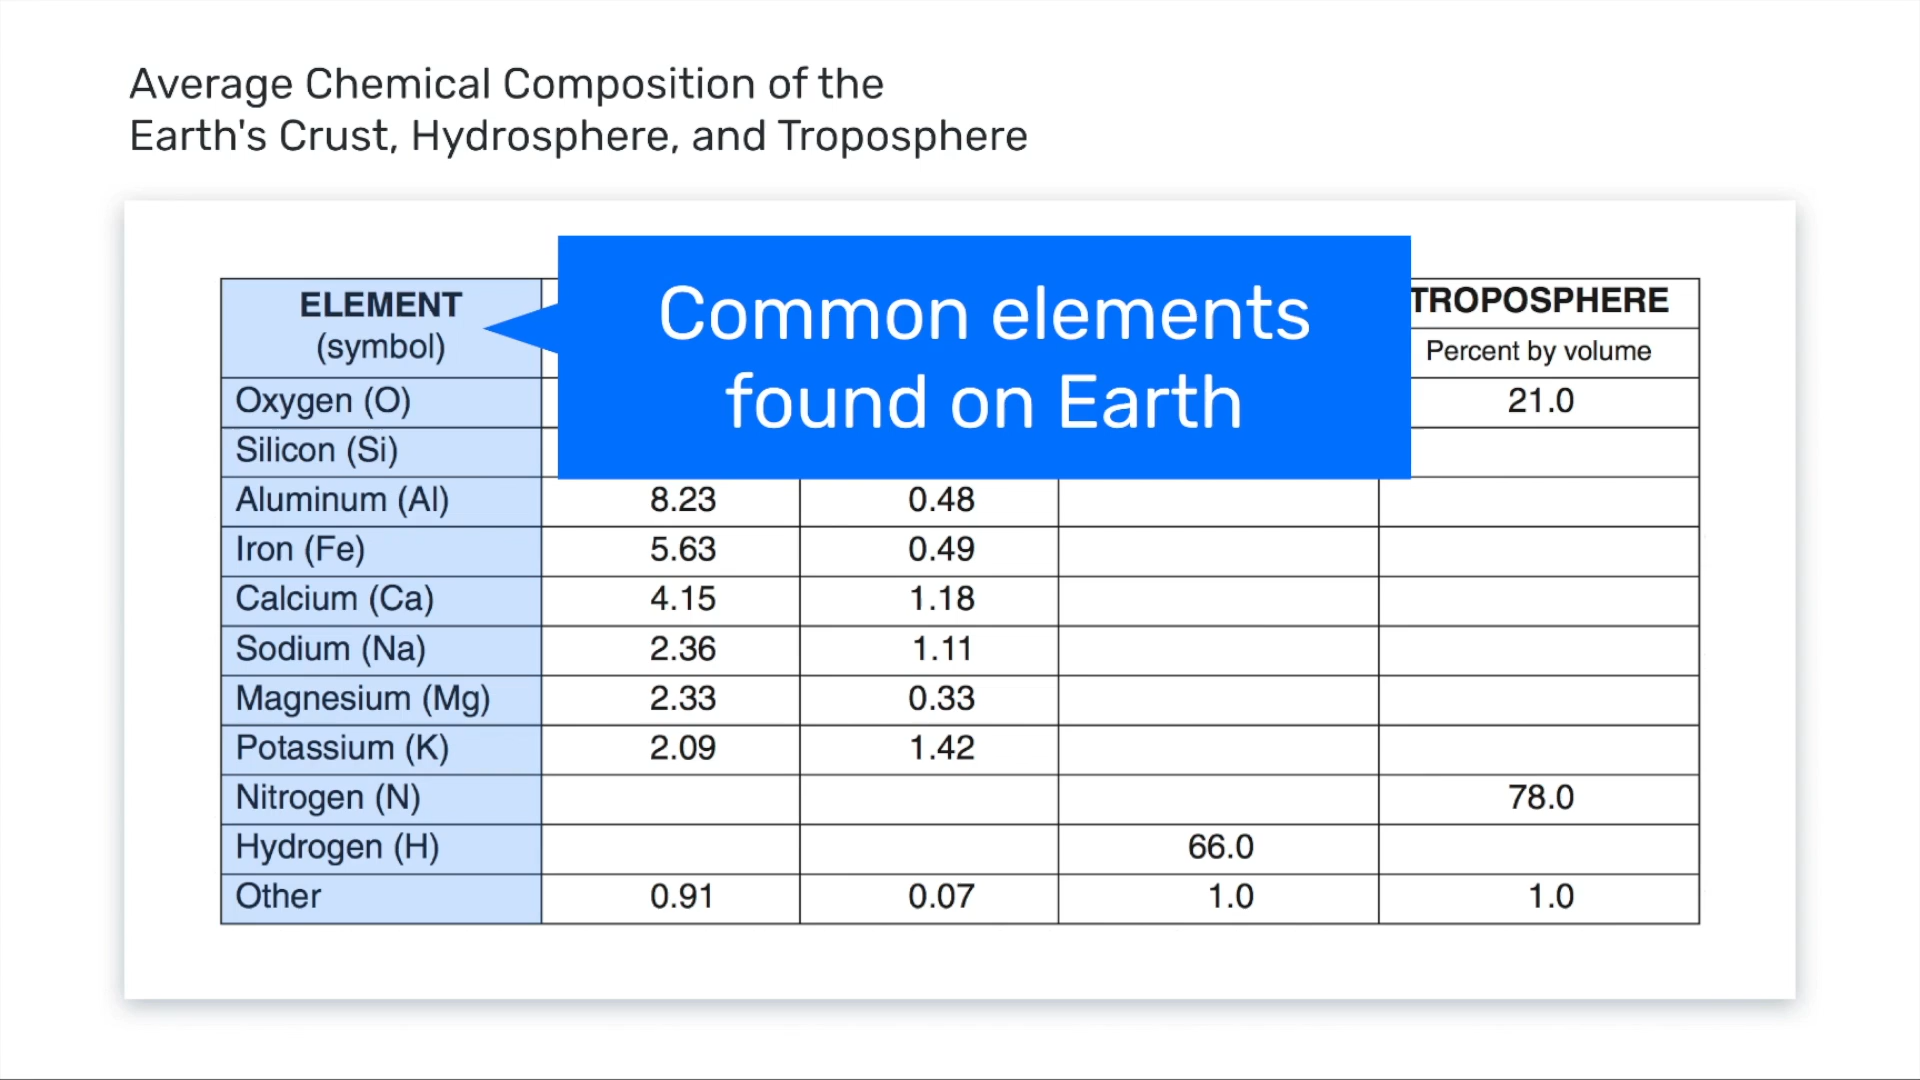 Average Chemical Composition of the
Earth's Crust, Hydrosphere, and Troposphere
Common elements
found on Earth
ELEMENT TROPOSPHERE
(symbol) Percent by volume
Oxygen (O) 21.0
Silicon (Si)
Aluminum (Al) 8.23 0.48
Iron (Fe) 5.63 0.49
Calcium (Ca) 4.15 1.18
Sodium (Na) 2.36 1.11
Magnesium (Mg) 2.33 0.33
Potassium (K) 2.09 1.42
Nitrogen (N) 78.0
Hydrogen (H) 66.0
Other 0.91 0.07 1.0 1.0